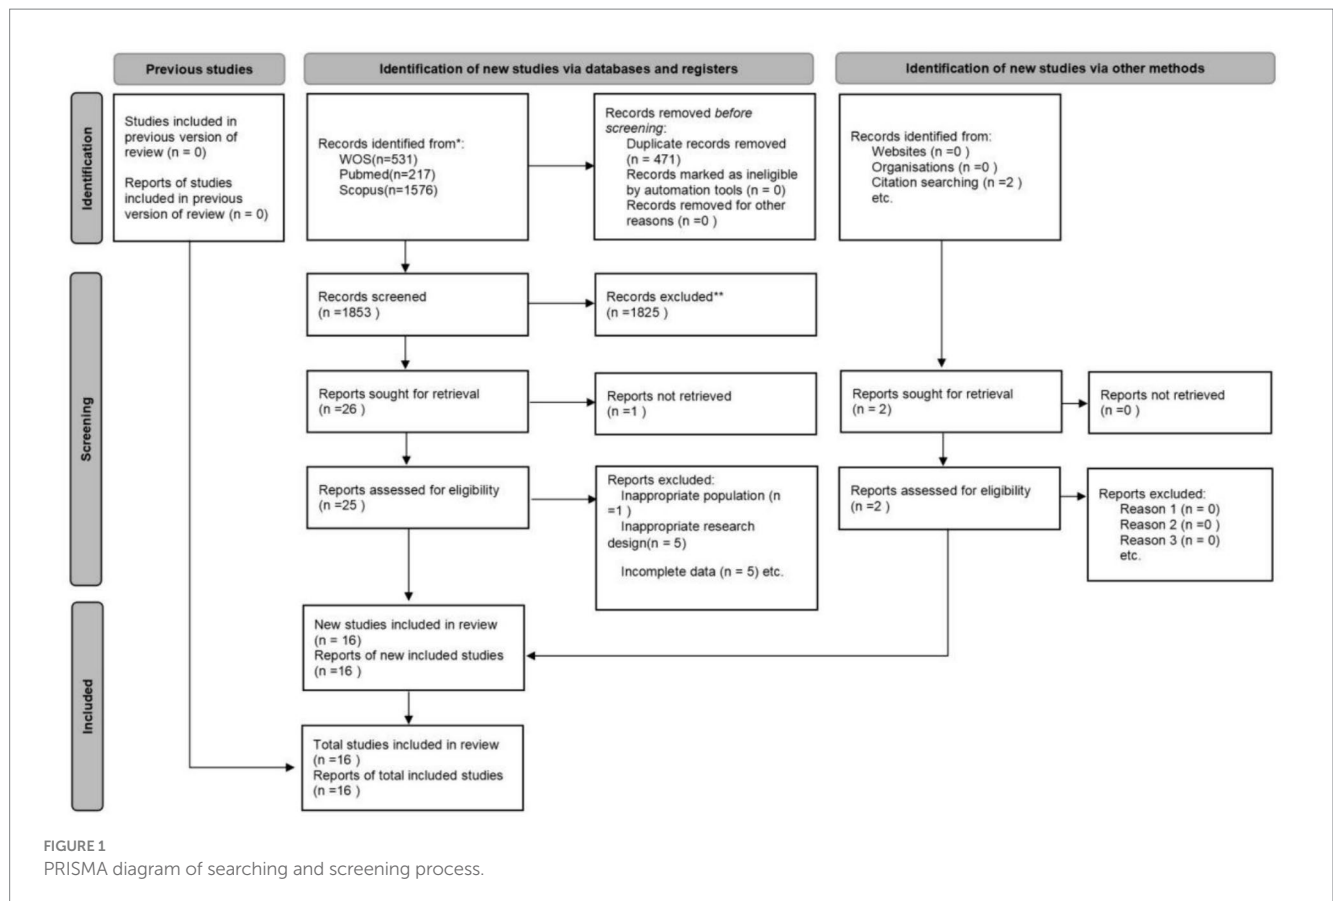 Previous studies
Identification of new studies via databases and registers
Identification of new studies via other methods
Identification
Studies included in
previous version of
review (n = 0)
Reports of studies
included in previous
version of review (n = 0)
Records identified from*:
WOS(n=531)
Pubmed(n=217)
Scopus(n=1576)
Records removed before
screening:
Duplicate records removed
(n = 471)
Records marked as ineligible
by automation tools (n = 0)
Records removed for other
reasons (n =0 )
Records identified from:
Websites (n =0 )
Organisations (n =0 )
Citation searching (n =2 )
etc.
Screening
Records screened
(n =1853 )
Records excluded**
(n =1825 )
Reports sought for retrieval
(n =26 )
Reports not retrieved
(n =1 )
Reports sought for retrieval
(n = 2)
Reports not retrieved
(n =0 )
Reports assessed for eligibility
(n =25 )
Reports excluded:
Inappropriate population (n
=1 )
Inappropriate research
design(n = 5)
Incomplete data (n = 5) etc.
Reports assessed for eligibility
(n =2 )
Reports excluded:
Reason 1 (n = 0)
Reason 2 (n =0 )
Reason 3 (n = 0)
etc.
Included
New studies included in review
(n = 16)
Reports of new included studies
(n =16 )
Total studies included in review
(n =16 )
Reports of total included studies
(n =16 )
FIGURE 1
PRISMA diagram of searching and screening process.